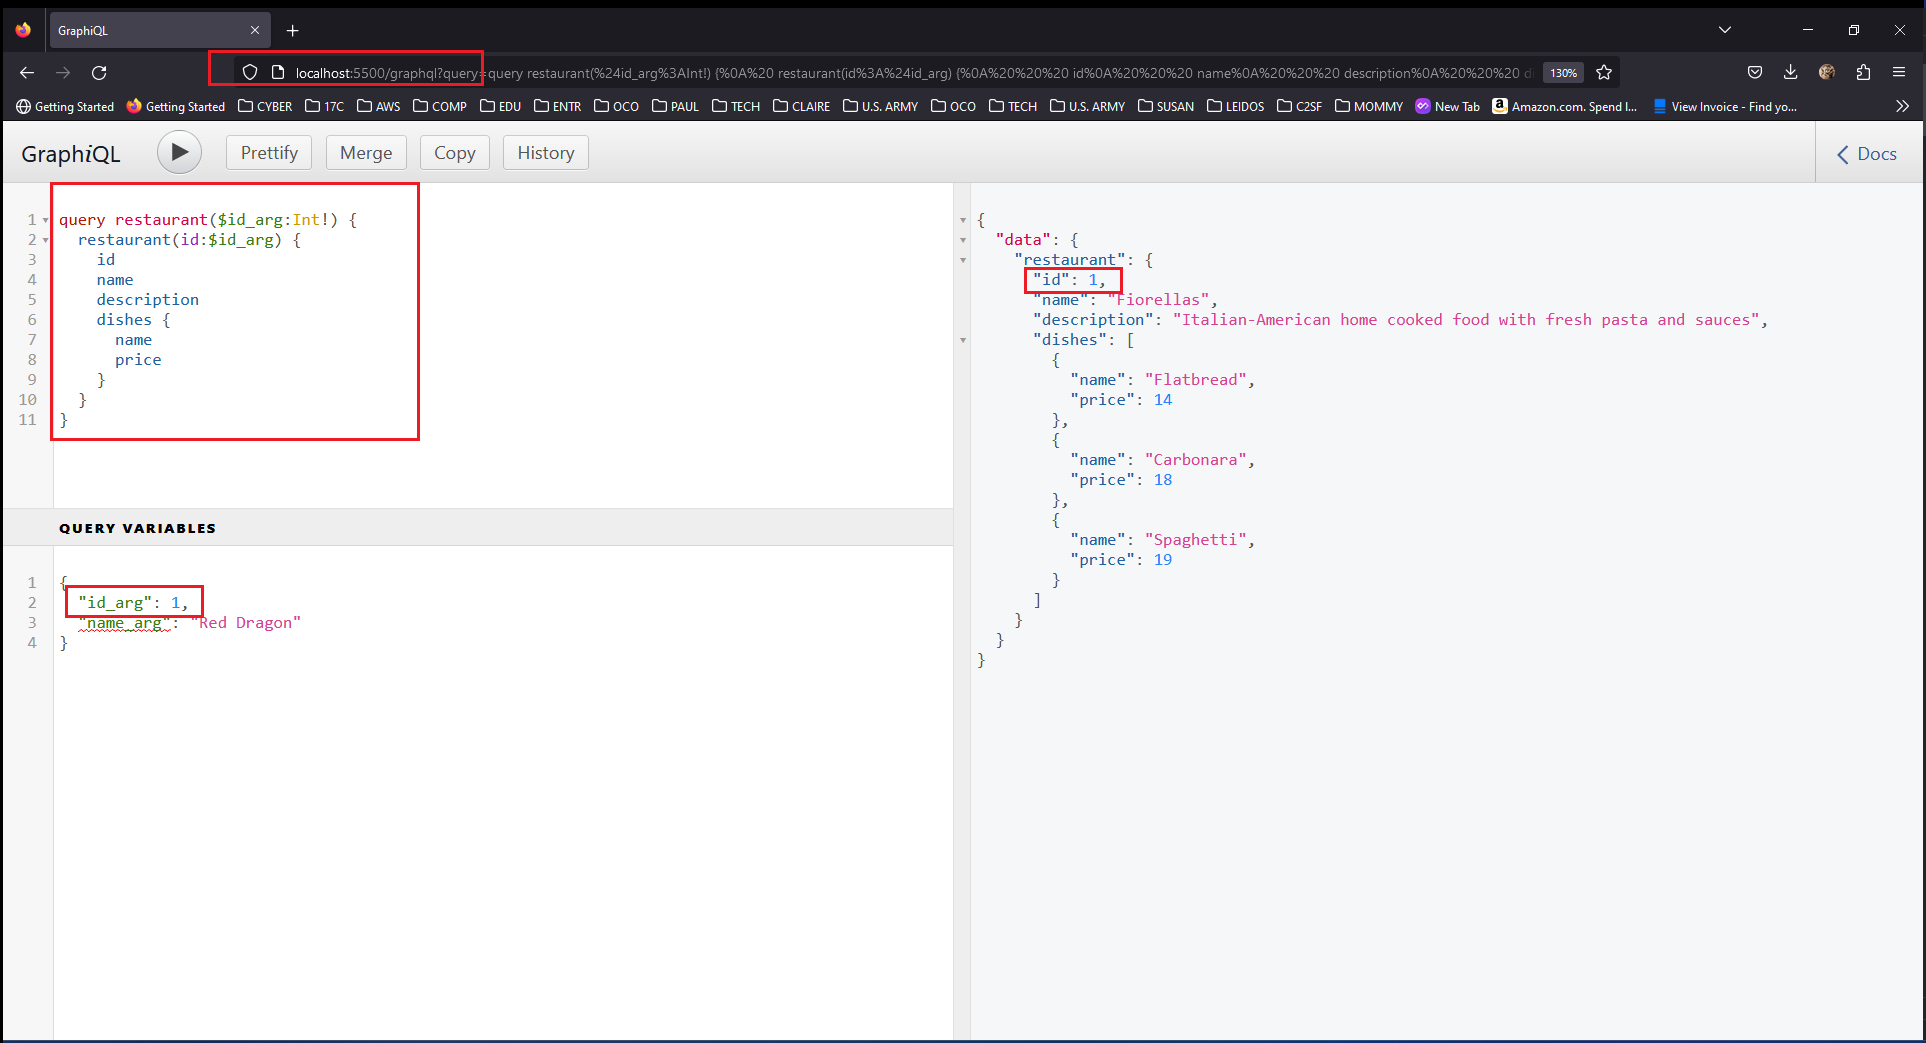 GraphiQL
localhost:5500/graphql?query=query restaurant(%24id_arg%3AInt!) {%0A%20 restaurant(id%3A%24id_arg) {%0A%20%20%20 id%0A%20%20%20 name%0A%20%20%20 description%0A%20%20%20 d
130%
Getting Started Getting Started CYBER 17C AWS COMP EDU ENTR OCO PAUL TECH CLAIRE U.S. ARMY OCO TECH U.S. ARMY SUSAN LEIDOS C2SF MOMMY New Tab Amazon.com. Spend l... View Invoice - Find yo...
GraphiQL Prettify Merge Copy History Docs
1 query restaurant($id_arg:Int!) {
2 restaurant(id:$id_arg) {
3 id
4 name
5 description
6 dishes {
7 name
8 price
9 }
10 }
11 }
QUERY VARIABLES
1 {
2 "id_arg": 1,
3 "name_arg": "Red Dragon"
4 }
{
"data": {
"restaurant": {
"id": 1,
"name": "Fiorellas",
"description": "Italian-American home cooked food with fresh pasta and sauces",
"dishes": [
{
"name": "Flatbread",
"price": 14
},
{
"name": "Carbonara",
"price": 18
},
{
"name": "Spaghetti",
"price": 19
}
]
}
}
}